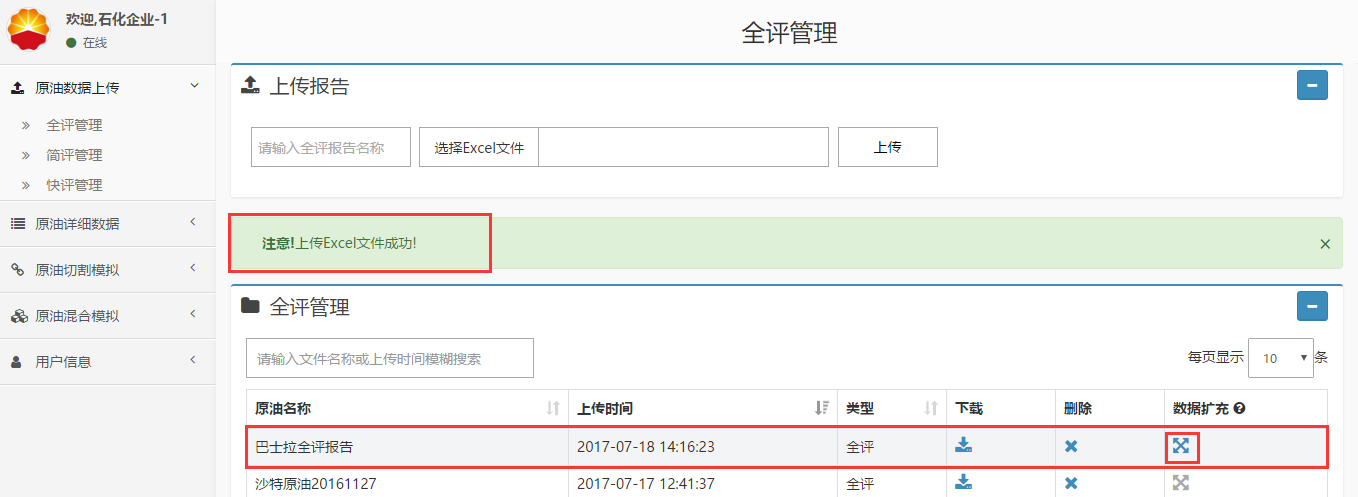 欢迎,石化企业-1
在线
原油数据上传
全评管理
简评管理
快评管理
原油详细数据
原油切割模拟
原油混合模拟
用户信息
全评管理
上传报告
请输入全评报告名称 选择Excel文件 上传
注意!上传Excel文件成功! ×
全评管理
请输入文件名称或上传时间模糊搜索 每页显示 10 条
原油名称 上传时间 类型 下载 删除 数据扩充
巴士拉全评报告 2017-07-18 14:16:23 全评
沙特原油20161127 2017-07-17 12:41:37 全评